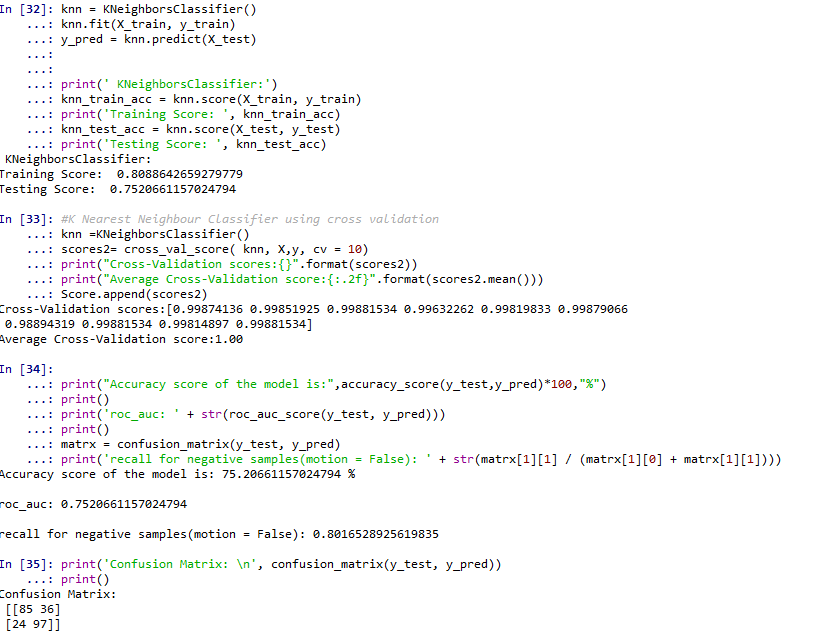 In [32]: knn = KNeighborsClassifier()
    ...: knn.fit(X_train, y_train)
    ...: y_pred = knn.predict(X_test)
    ...:
    ...:
    ...: print(' KNeighborsClassifier:')
    ...: knn_train_acc = knn.score(X_train, y_train)
    ...: print('Training Score: ', knn_train_acc)
    ...: knn_test_acc = knn.score(X_test, y_test)
    ...: print('Testing Score: ', knn_test_acc)
 KNeighborsClassifier:
Training Score:  0.8088642659279779
Testing Score:  0.7520661157024794

In [33]: #K Nearest Neighbour Classifier using cross validation
    ...: knn =KNeighborsClassifier()
    ...: scores2= cross_val_score( knn, X,y, cv = 10)
    ...: print("Cross-Validation scores:{}".format(scores2))
    ...: print("Average Cross-Validation score:{:.2f}".format(scores2.mean()))
    ...: Score.append(scores2)
Cross-Validation scores:[0.99874136 0.99851925 0.99881534 0.99632262 0.99819833 0.99879066
 0.98894319 0.99881534 0.99814897 0.99881534]
Average Cross-Validation score:1.00

In [34]:
    ...: print("Accuracy score of the model is:",accuracy_score(y_test,y_pred)*100,"%")
    ...: print()
    ...: print('roc_auc: ' + str(roc_auc_score(y_test, y_pred)))
    ...: print()
    ...: matrx = confusion_matrix(y_test, y_pred)
    ...: print('recall for negative samples(motion = False): ' + str(matrx[1][1] / (matrx[1][0] + matrx[1][1])))
Accuracy score of the model is: 75.20661157024794 %

roc_auc: 0.7520661157024794

recall for negative samples(motion = False): 0.8016528925619835

In [35]: print('Confusion Matrix: \n', confusion_matrix(y_test, y_pred))
    ...: print()
Confusion Matrix:
 [[85 36]
 [24 97]]